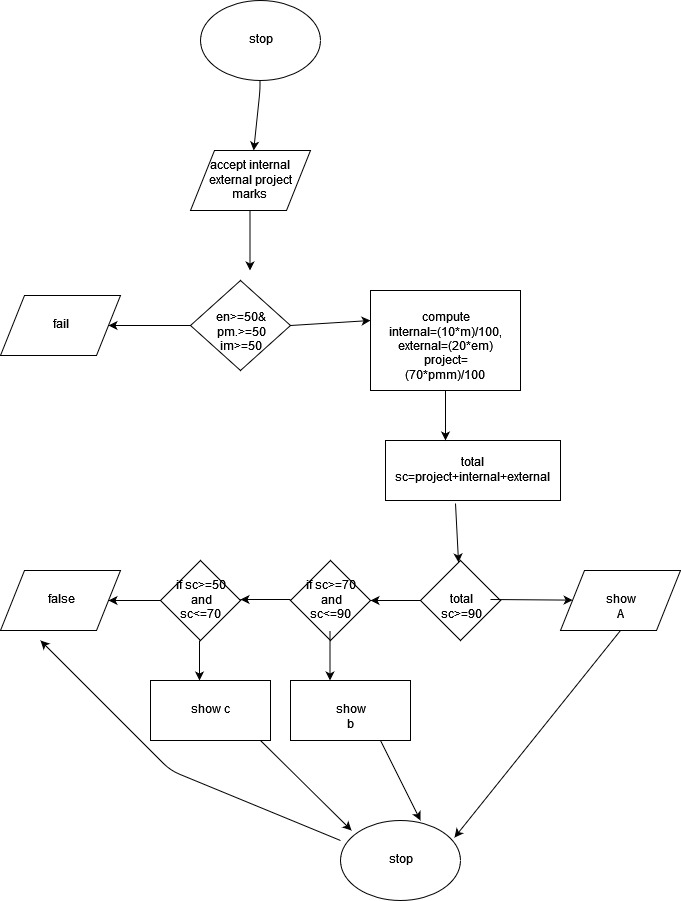 stop
accept internal
external project
marks
fail
en>=50&
pm.>=50
im>=50
compute
internal=(10*m)/100,
external=(20*em)
project=
(70*pmm)/100
total
sc=project+internal+external
false
if sc>=50
and
sc<=70
if sc>=70
and
sc<=90
total
sc>=90
show
A
show c
show
b
stop